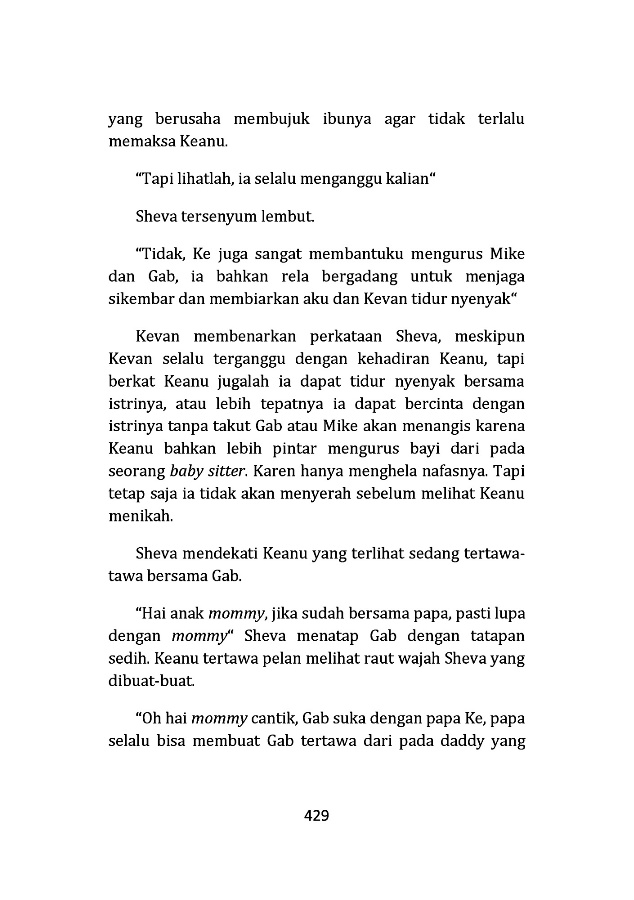 yang berusaha membujuk ibunya agar tidak terlalu
memaksa Keanu.
“Tapi lihatlah, ia selalu menganggu kalian“
Sheva tersenyum lembut.
“Tidak, Ke juga sangat membantuku mengurus Mike
dan Gab, ia bahkan rela bergadang untuk menjaga
sikembar dan membiarkan aku dan Kevan tidur nyenyak“
Kevan membenarkan perkataan Sheva, meskipun
Kevan selalu terganggu dengan kehadiran Keanu, tapi
berkat Keanu jugalah ia dapat tidur nyenyak bersama
istrinya, atau lebih tepatnya ia dapat bercinta dengan
istrinya tanpa takut Gab atau Mike akan menangis karena
Keanu bahkan lebih pintar mengurus bayi dari pada
seorang baby sitter. Karen hanya menghela nafasnya. Tapi
tetap saja ia tidak akan menyerah sebelum melihat Keanu
menikah.
Sheva mendekati Keanu yang terlihat sedang tertawa-
tawa bersama Gab.
“Hai anak mommy, jika sudah bersama papa, pasti lupa
dengan mommy“ Sheva menatap Gab dengan tatapan
sedih. Keanu tertawa pelan melihat raut wajah Sheva yang
dibuat-buat.
“Oh hai mommy cantik, Gab suka dengan papa Ke, papa
selalu bisa membuat Gab tertawa dari pada daddy yang
429